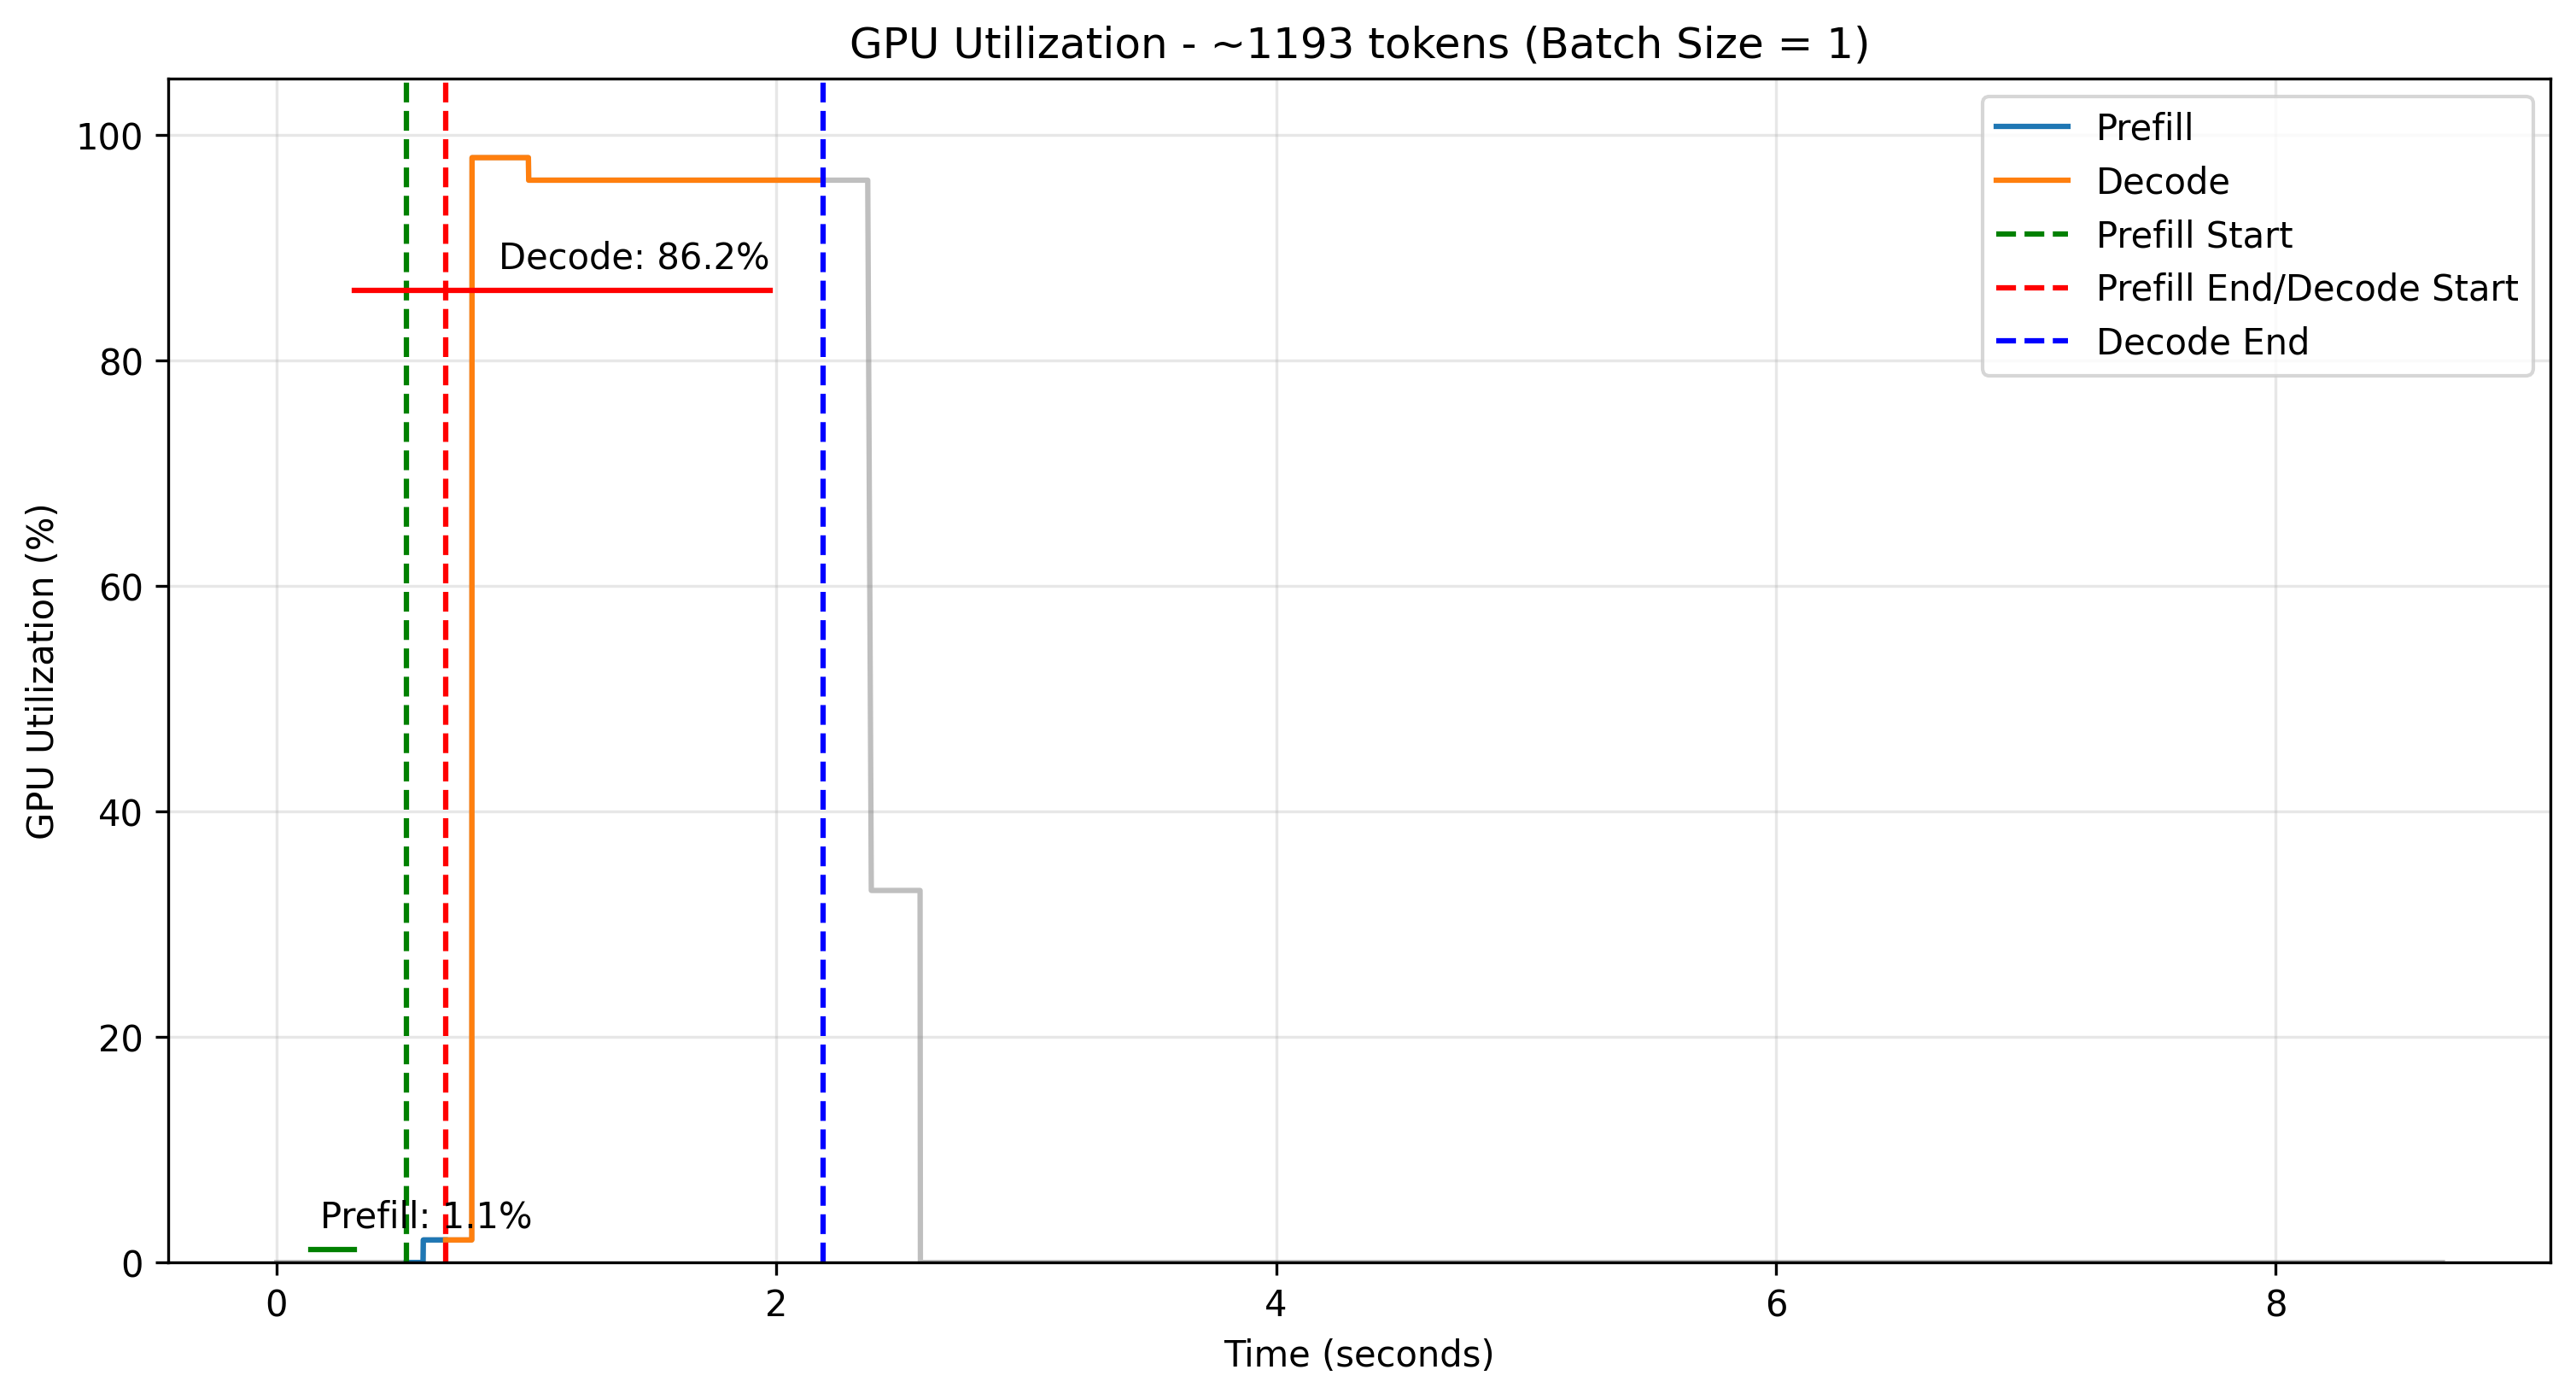 GPU Utilization - ~1193 tokens (Batch Size = 1)
GPU Utilization (%)
100
80
60
40
20
0
Decode: 86.2%
Prefill: 1.1%
Prefill
Decode
Prefill Start
Prefill End/Decode Start
Decode End
0 2 4 6 8
Time (seconds)